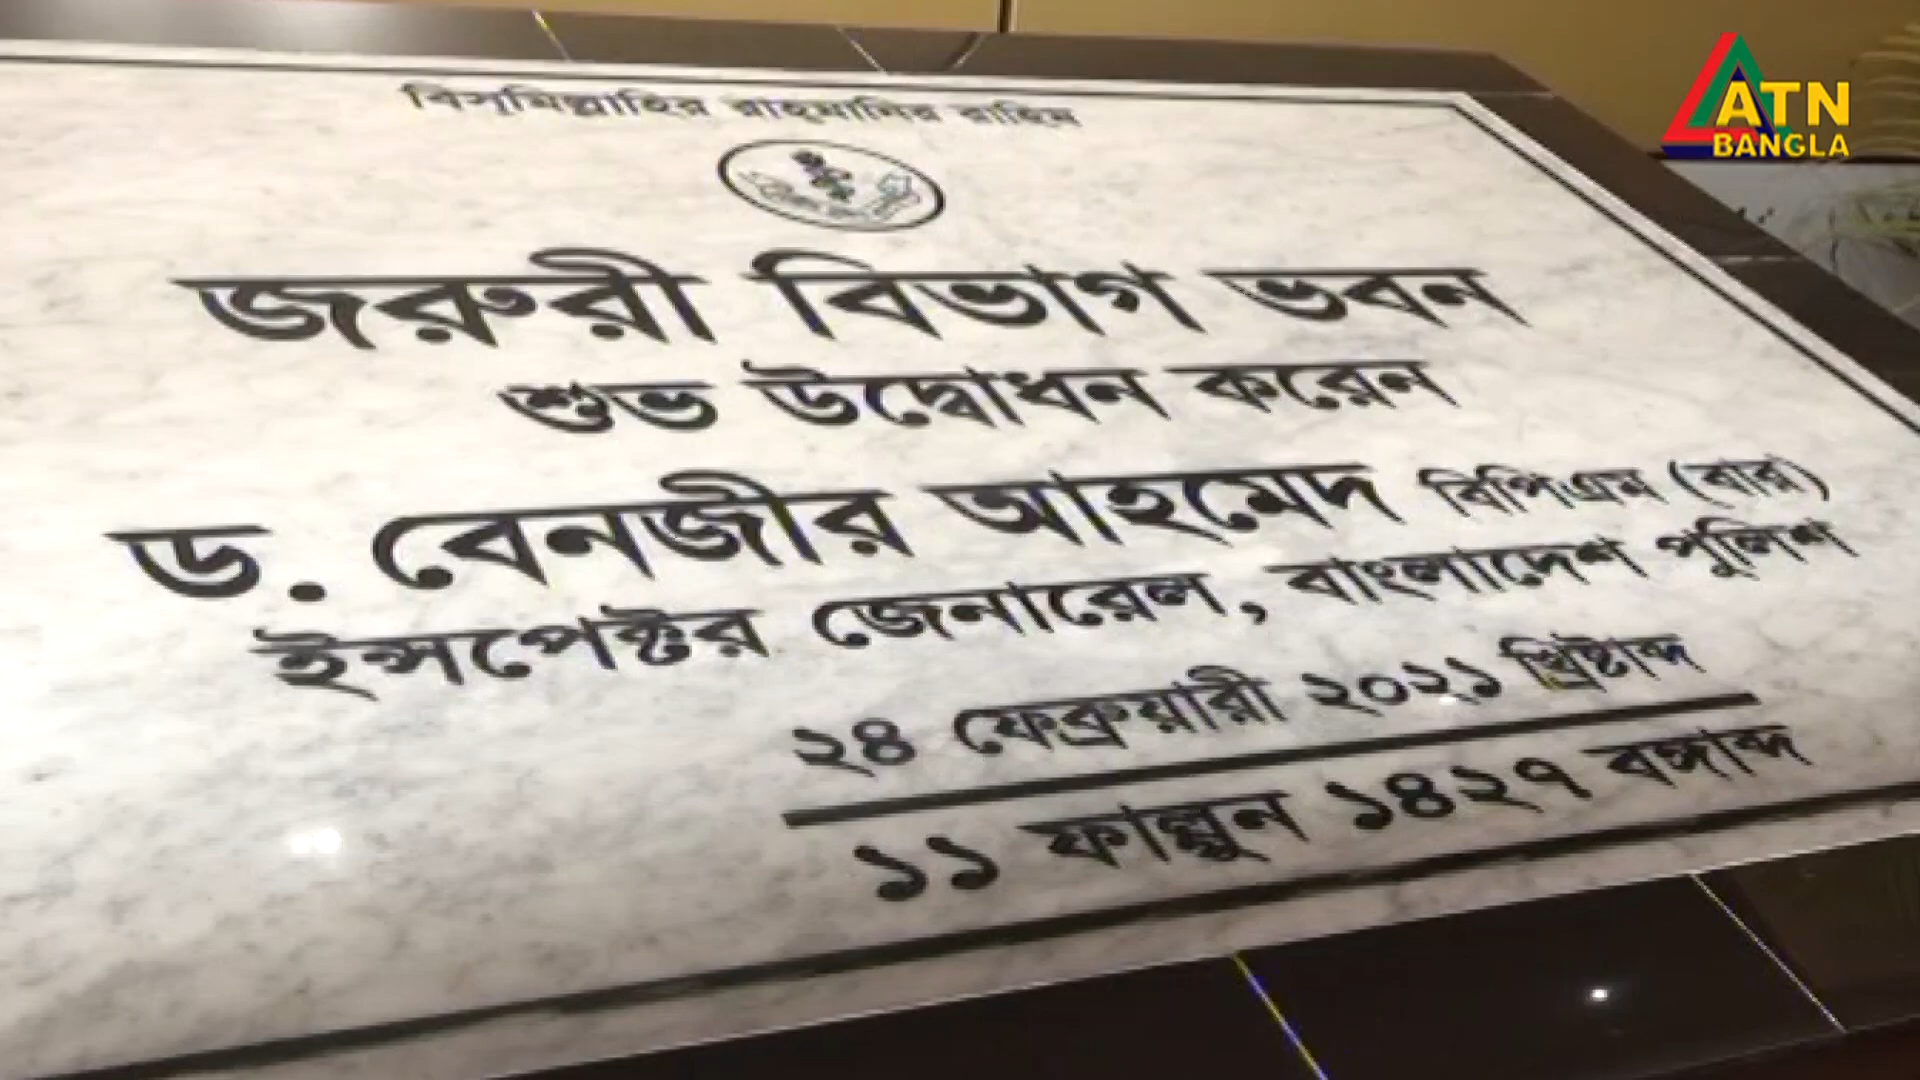 বিস্‌মিল্লাহির রাহমানির রাহিম
জরুরী বিভাগ ভবন
শুভ উদ্বোধন করেন
ড. বেনজীর আহমেদ বিপিএম (বার)
ইন্সপেক্টর জেনারেল, বাংলাদেশ পুলিশ
২৪ ফেব্রুয়ারী ২০২১ খ্রিষ্টাব্দ
১১ ফাল্গুন ১৪২৭ বঙ্গাব্দ
ATN
BANGLA